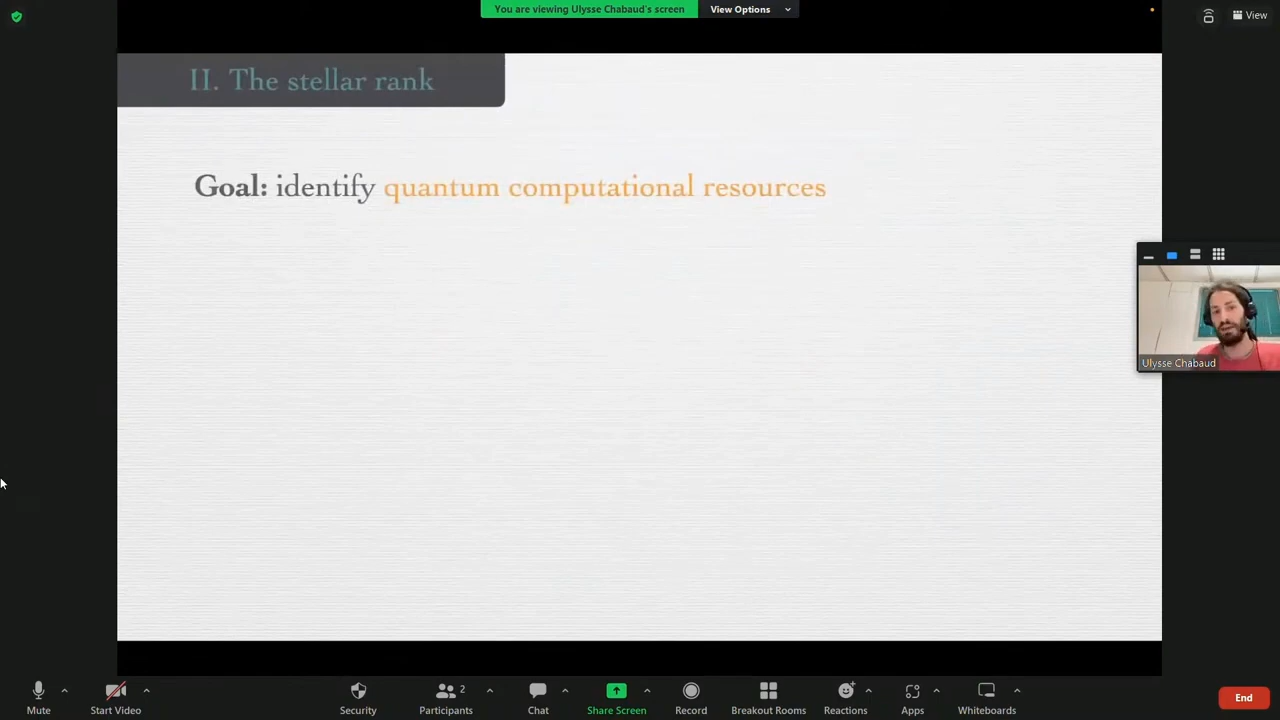 You are viewing Ulysse Chabaud's screen
View Options
View
II. The stellar rank
Goal: identify quantum computational resources
Ulysse Chabaud
Mute
Start Video
Security
2
Participants
Chat
Share Screen
Record
Breakout Rooms
Reactions
Apps
Whiteboards
End